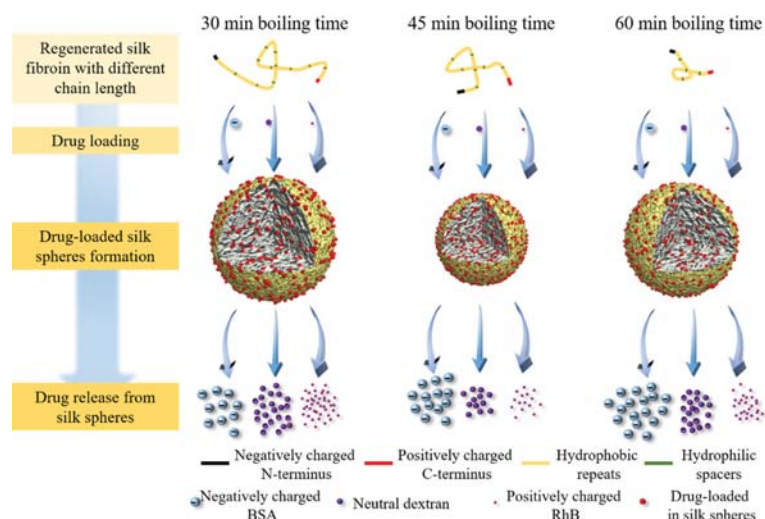 30 min boiling time
45 min boiling time
60 min boiling time
Regenerated silk
fibroin with different
chain length
Drug loading
Drug-loaded silk
spheres formation
Drug release from
silk spheres
Negatively charged
N-terminus
Positively charged
C-terminus
Hydrophobic
repeats
Hydrophilic
spacers
Negatively charged
BSA
Neutral dextran
Positively charged
RhB
Drug-loaded
in silk spheres